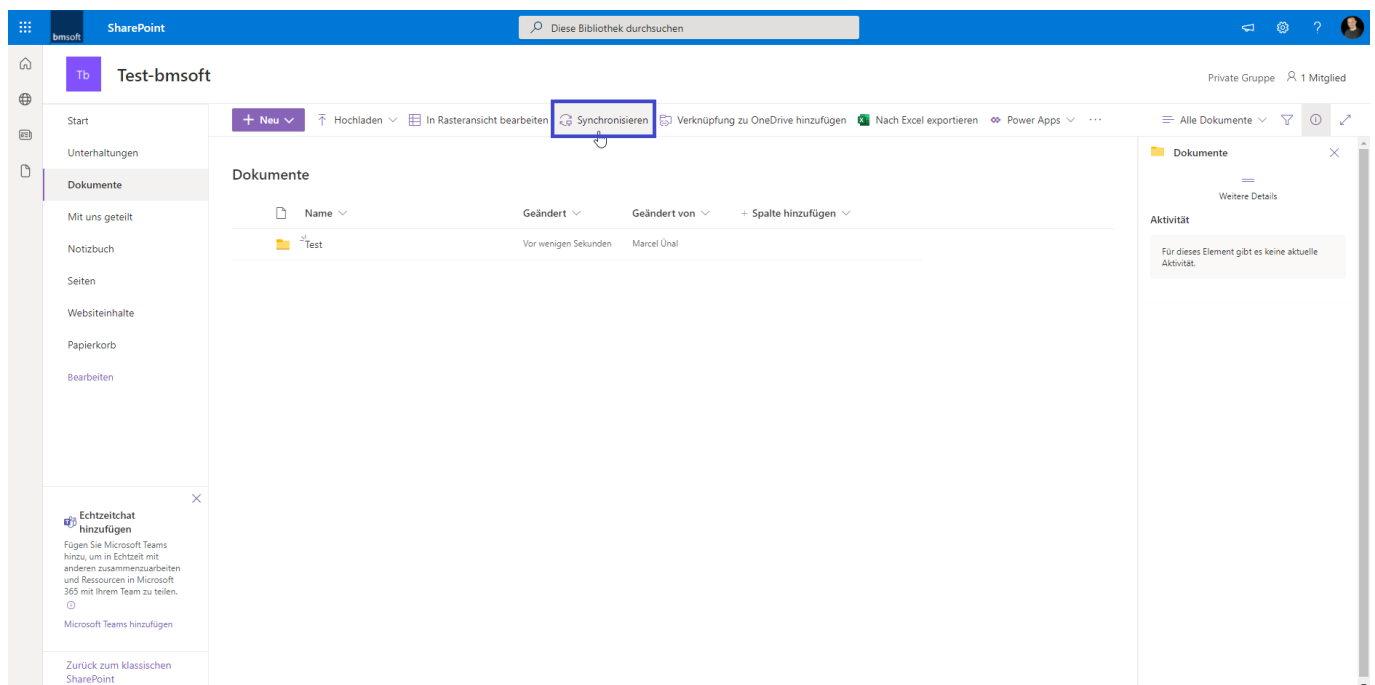 bmsoft
SharePoint
Diese Bibliothek durchsuchen
?
Tb
Test-bmsoft
Private Gruppe
1 Mitglied
Start
Unterhaltungen
Dokumente
Mit uns geteilt
Notizbuch
Seiten
Websiteinhalte
Papierkorb
Bearbeiten
+ Neu
Hochladen
In Rasteransicht bearbeiten
Synchronisieren
Verknüpfung zu OneDrive hinzufügen
Nach Excel exportieren
Power Apps
···
Alle Dokumente
Dokumente
Name
Geändert
Geändert von
+ Spalte hinzufügen
Test
Vor wenigen Sekunden
Marcel Ünal
Dokumente
Weitere Details
Aktivität
Für dieses Element gibt es keine aktuelle
Aktivität.
Echtzeitchat
hinzufügen
Fügen Sie Microsoft Teams
hinzu, um in Echtzeit mit
anderen zusammenzuarbeiten
und Ressourcen in Microsoft
365 mit Ihrem Team zu teilen.
Microsoft Teams hinzufügen
Zurück zum klassischen
SharePoint